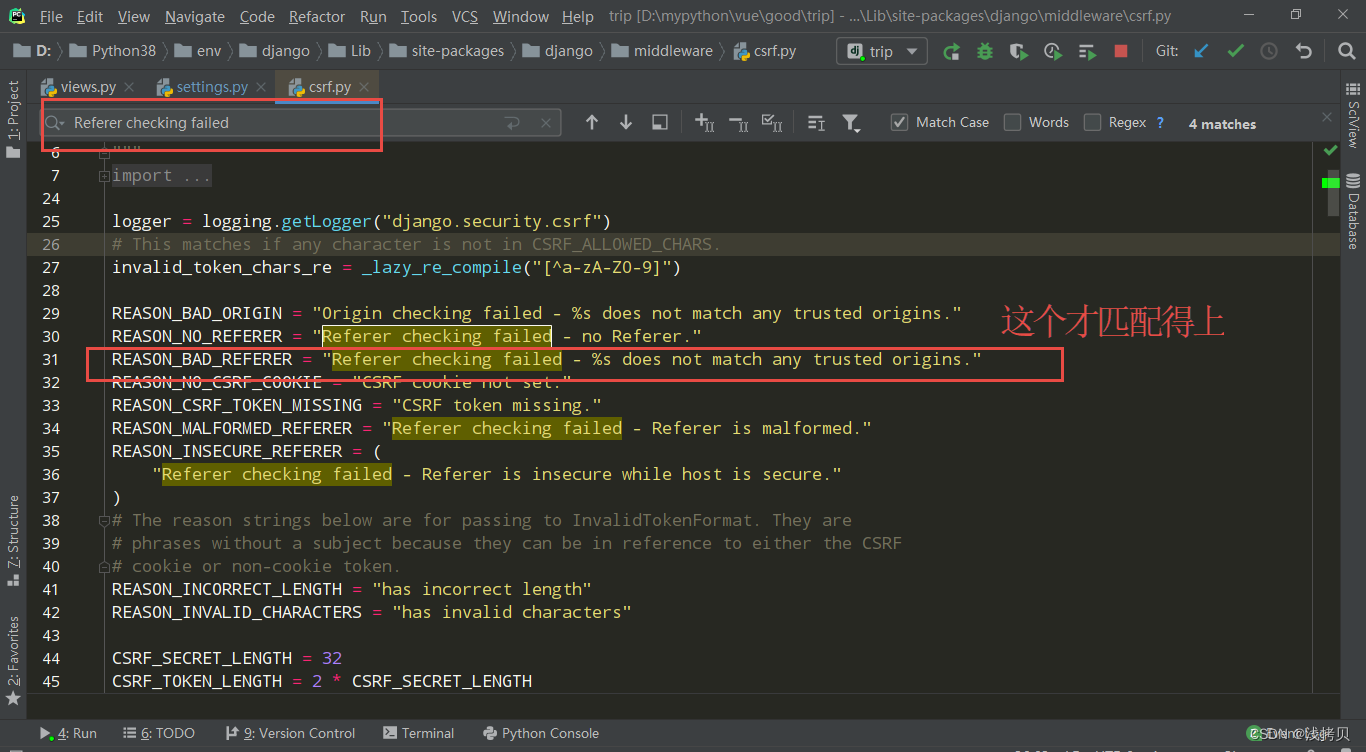 File Edit View Navigate Code Refactor Run Tools VCS Window Help trip [D:\mypython\vue\good\trip] - ...\Lib\site-packages\django\middleware\csrf.py
D: Python38 env django Lib site-packages django middleware csrf.py trip Git:
views.py settings.py csrf.py
Referer checking failed Match Case Words Regex ? 4 matches
6 """
7 import ...
24
25 logger = logging.getLogger("django.security.csrf")
26 # This matches if any character is not in CSRF_ALLOWED_CHARS.
27 invalid_token_chars_re = _lazy_re_compile("[^a-zA-Z0-9]")
28
29 REASON_BAD_ORIGIN = "Origin checking failed - %s does not match any trusted origins."
这个才匹配得上
30 REASON_NO_REFERER = "Referer checking failed - no Referer."
31 REASON_BAD_REFERER = "Referer checking failed - %s does not match any trusted origins."
32 REASON_NO_CSRF_COOKIE = "CSRF cookie not set."
33 REASON_CSRF_TOKEN_MISSING = "CSRF token missing."
34 REASON_MALFORMED_REFERER = "Referer checking failed - Referer is malformed."
35 REASON_INSECURE_REFERER = (
36 "Referer checking failed - Referer is insecure while host is secure."
37 )
38 # The reason strings below are for passing to InvalidTokenFormat. They are
39 # phrases without a subject because they can be in reference to either the CSRF
40 # cookie or non-cookie token.
41 REASON_INCORRECT_LENGTH = "has incorrect length"
42 REASON_INVALID_CHARACTERS = "has invalid characters"
43
44 CSRF_SECRET_LENGTH = 32
45 CSRF_TOKEN_LENGTH = 2 * CSRF_SECRET_LENGTH
1: Project
Z: Structure
2: Favorites
SciView
Database
4: Run 6: TODO 9: Version Control Terminal Python Console
CSDN @钱拷贝